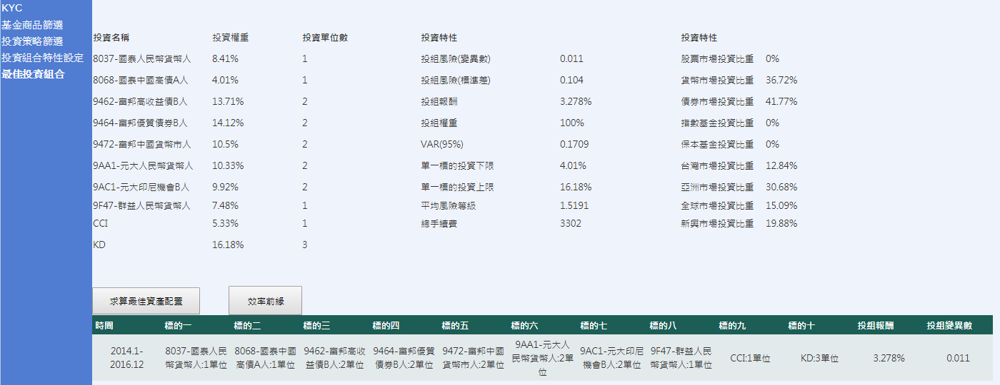 KYC
基金商品篩選
投資策略篩選
投資組合特性設定
最佳投資組合
投資名稱 投資權重 投資單位數 投資特性 投資特性
8037-國泰人民幣貨幣人 8.41% 1 投組風險(變異數) 0.011 股票市場投資比重 0%
8068-國泰中國高債A人 4.01% 1 投組風險(標準差) 0.104 貨幣市場投資比重 36.72%
9462-富邦高收益債B人 13.71% 2 投組報酬 3.278% 債券市場投資比重 41.77%
9464-富邦優質債券B人 14.12% 2 投組權重 100% 指數基金投資比重 0%
9472-富邦中國貨幣市人 10.5% 2 VAR(95%) 0.1709 保本基金投資比重 0%
9AA1-元大人民幣貨幣人 10.33% 2 單一標的投資下限 4.01% 台灣市場投資比重 12.84%
9AC1-元大印尼機會B人 9.92% 2 單一標的投資上限 16.18% 亞洲市場投資比重 30.68%
9F47-群益人民幣貨幣人 7.48% 1 平均風險等級 1.5191 全球市場投資比重 15.09%
CCI 5.33% 1 總手續費 3302 新興市場投資比重 19.88%
KD 16.18% 3
求算最佳資產配置 效率前緣
時間 標的一 標的二 標的三 標的四 標的五 標的六 標的七 標的八 標的九 標的十 投組報酬 投組變異數
2014.1-
2016.12
8037-國泰人民
幣貨幣人:1單位
8068-國泰中國
高債A人:1單位
9462-富邦高收
益債B人:2單位
9464-富邦優質
債券B人:2單位
9472-富邦中國
貨幣市人:2單位
9AA1-元大人
民幣貨幣人:2單
位
9AC1-元大印尼
機會B人:2單位
9F47-群益人民
幣貨幣人:1單位
CCI:1單位
KD:3單位
3.278%
0.011